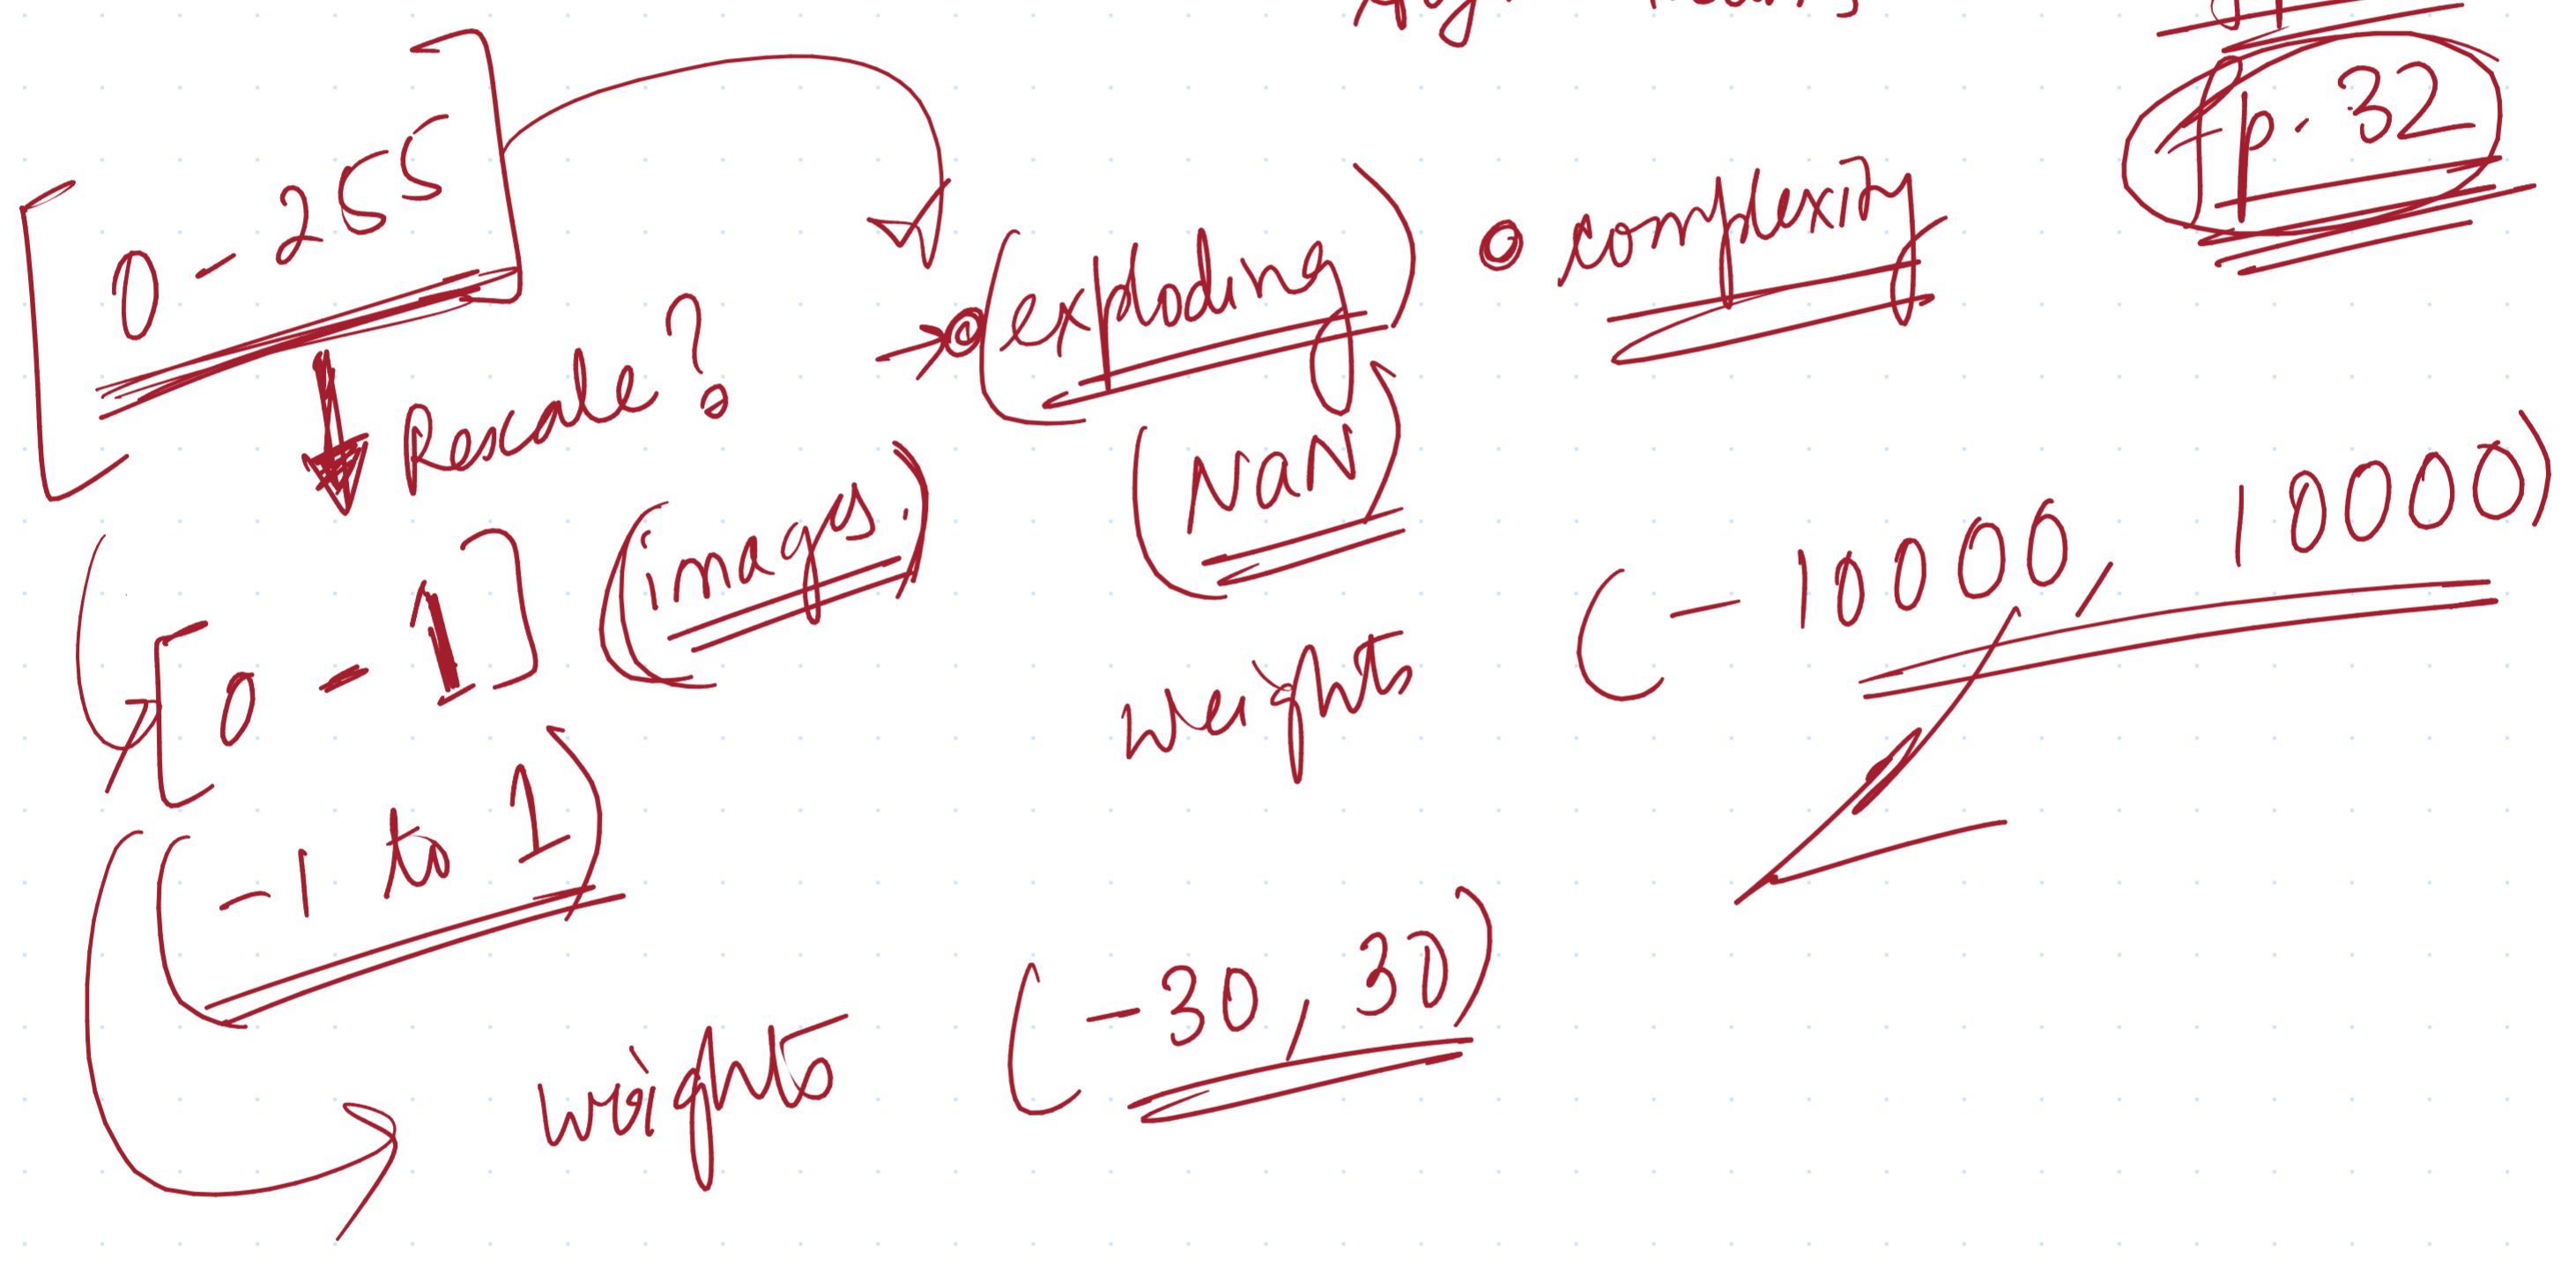 fp. 32
[0 - 255]
Rescale?
(exploding)
complexity
(NaN)
(images.)
[0 - 1]
weights (-10000, 10000)
(-1 to 1)
weights (-30, 30)